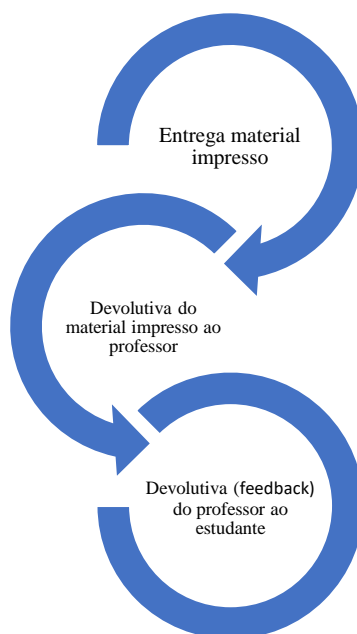 Entrega material
impresso
Devolutiva do
material impresso ao
professor
Devolutiva (feedback)
do professor ao
estudante